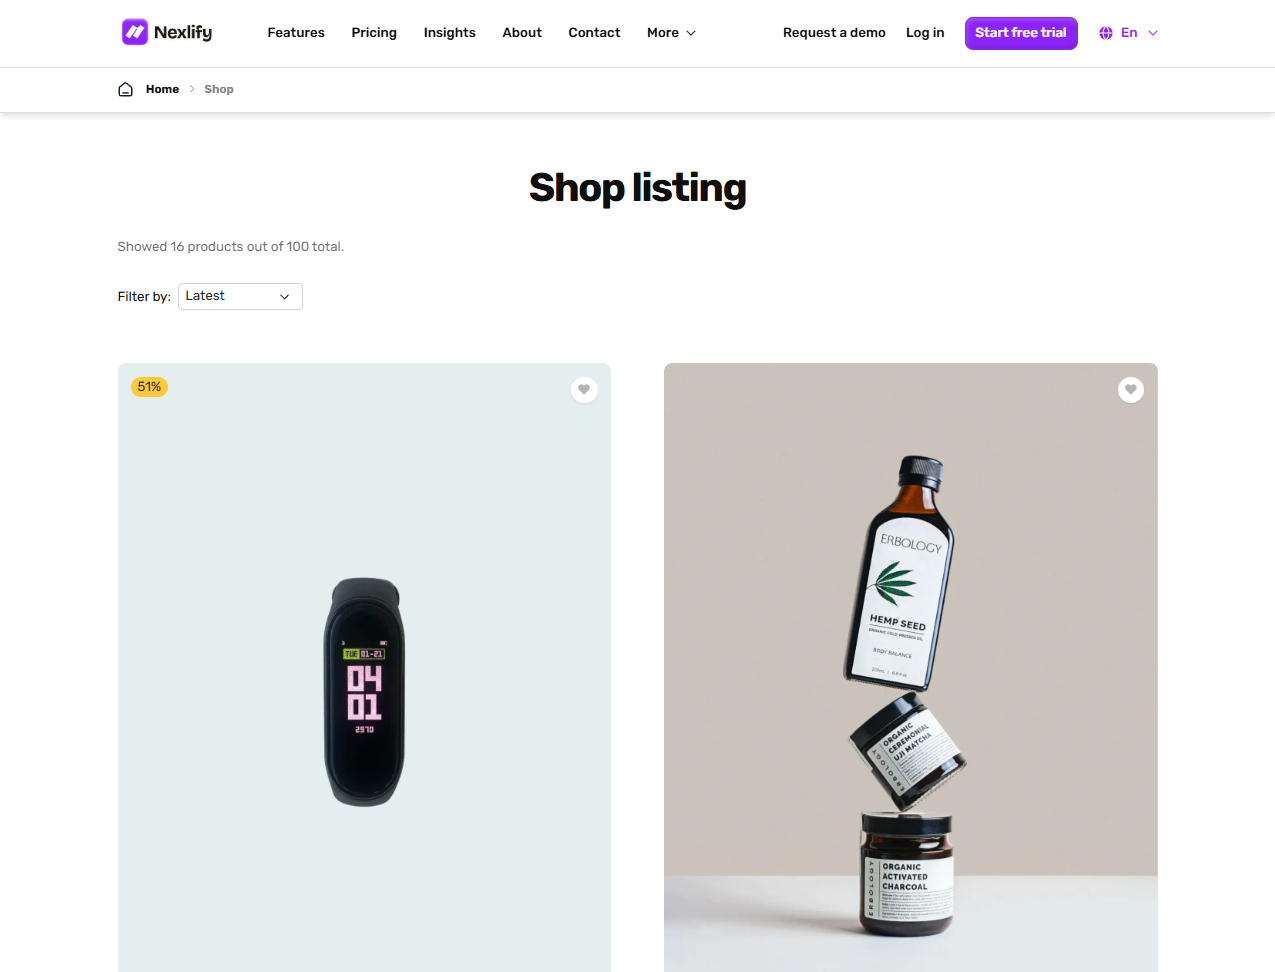 Nexlify
Features Pricing Insights About Contact More
Request a demo Log in Start free trial En
Home Shop
Shop listing
Showed 16 products out of 100 total.
Filter by: Latest
51%
TUE 01-21
04
01
2970
ERBOLOGY
HEMP SEED
ORGANIC COLD-PRESSED OIL
BODY BALANCE
ORGANIC
CEREMONIAL
UJI MATCHA
ERBOLOGY
ORGANIC
ACTIVATED
CHARCOAL
ERBOLOGY